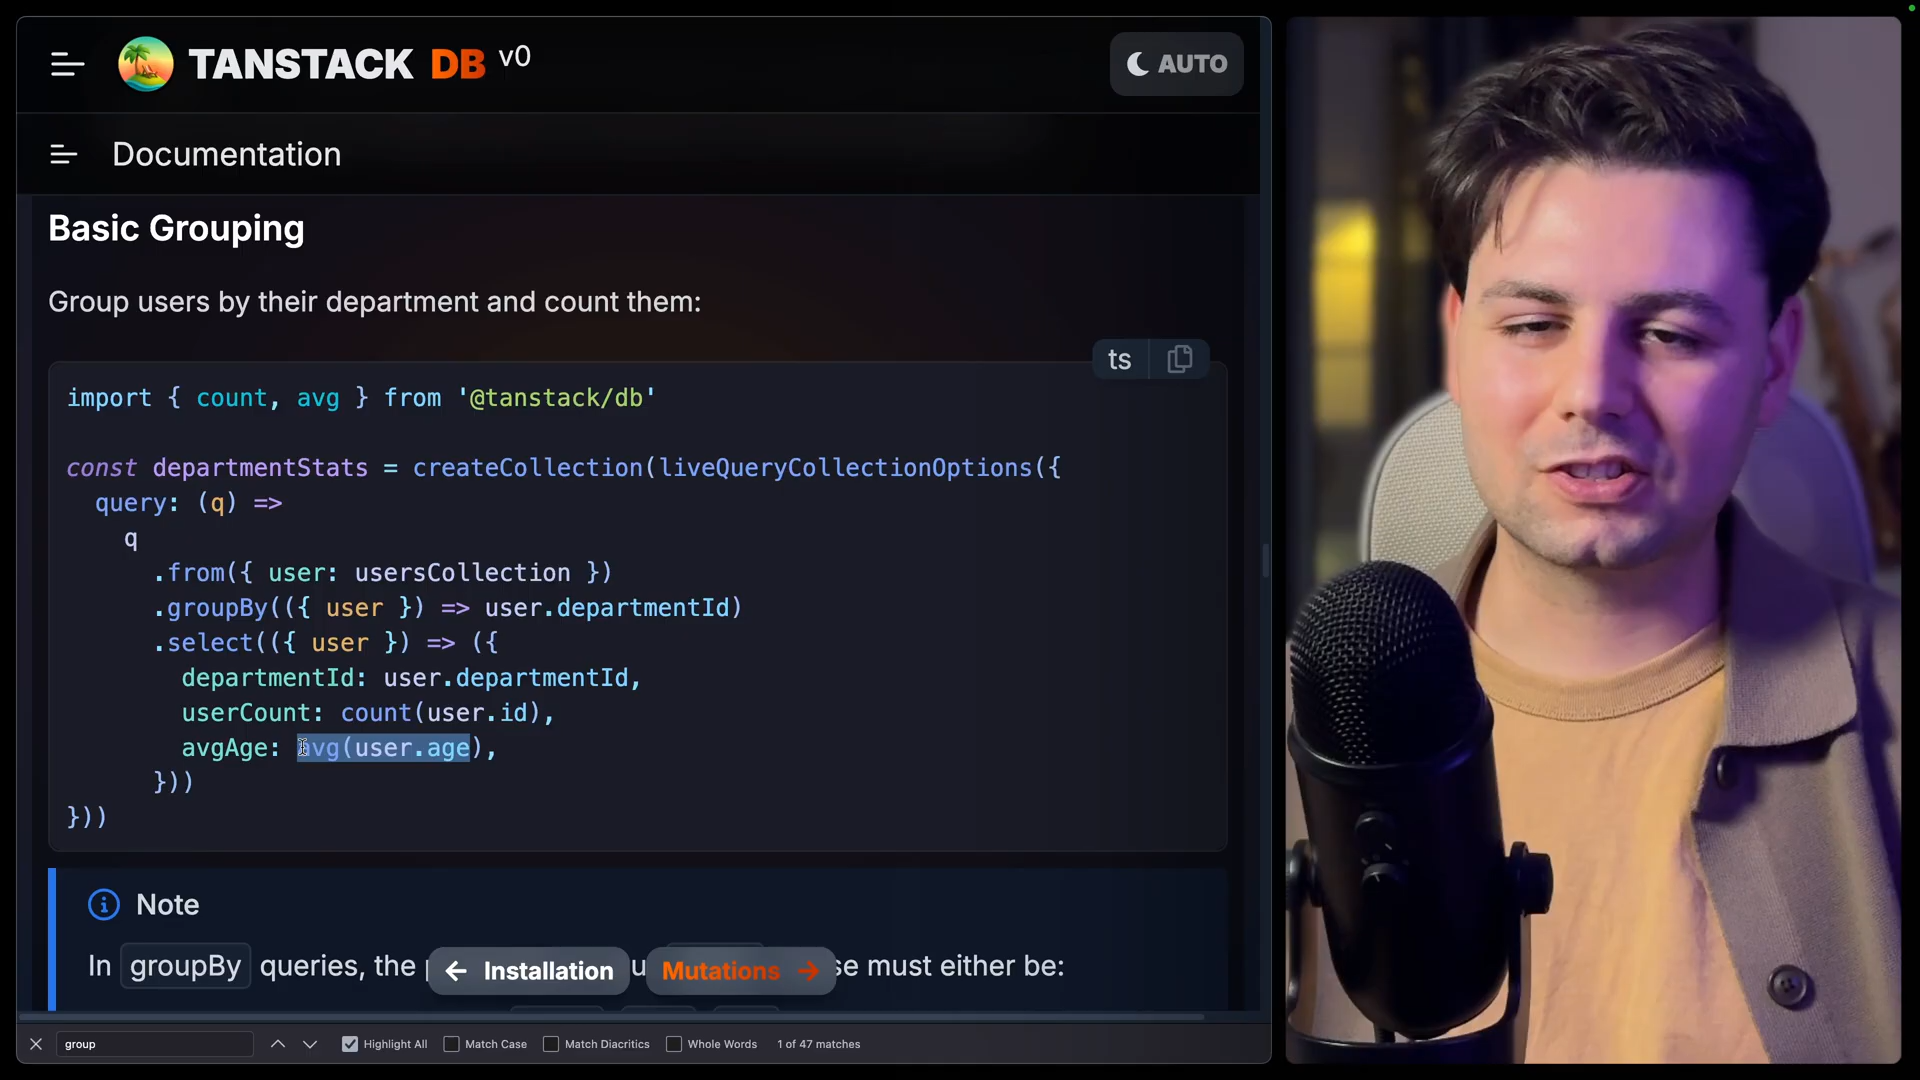 TANSTACK DB v0
AUTO
Documentation
Basic Grouping
Group users by their department and count them:
ts
import { count, avg } from '@tanstack/db'
const departmentStats = createCollection(liveQueryCollectionOptions({
query: (q) =>
q
.from({ user: usersCollection })
.groupBy(({ user }) => user.departmentId)
.select(({ user }) => ({
departmentId: user.departmentId,
userCount: count(user.id),
avgAge: avg(user.age),
}))
}))
Note
In groupBy queries, the se must either be:
← Installation
Mutations →
group
Highlight All
Match Case
Match Diacritics
Whole Words
1 of 47 matches